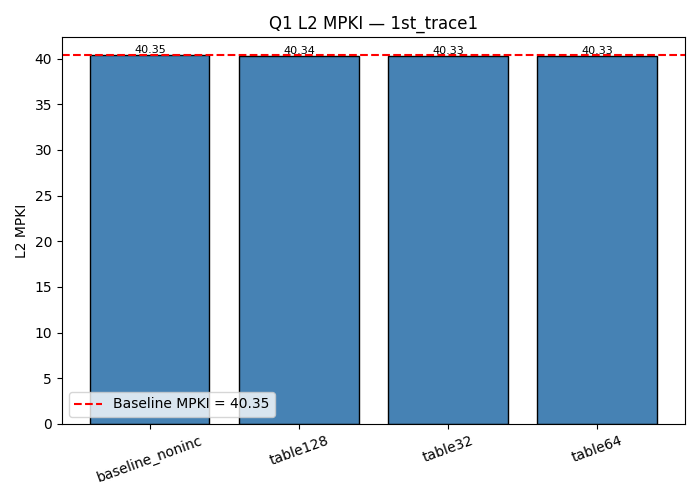 Q1 L2 MPKI — 1st_trace1
40.35
40.34
40.33
40.33
40
35
30
25
20
15
10
5
0
L2 MPKI
Baseline MPKI = 40.35
baseline_noninc
table128
table32
table64